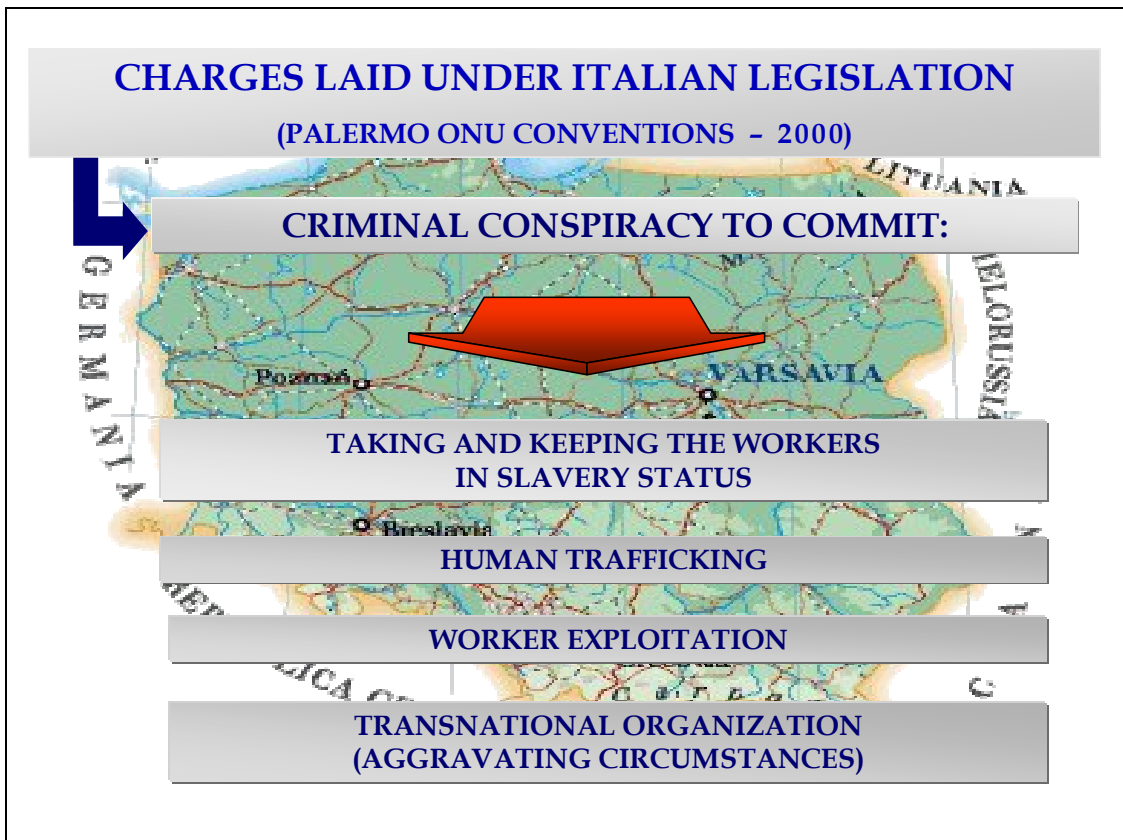 CHARGES LAID UNDER ITALIAN LEGISLATION
(PALERMO ONU CONVENTIONS – 2000)
LITUANIA
CRIMINAL CONSPIRACY TO COMMIT:
GERMANIA
Poznań
VARSAVIA
TAKING AND KEEPING THE WORKERS
IN SLAVERY STATUS
HUMAN TRAFFICKING
WORKER EXPLOITATION
TRANSNATIONAL ORGANIZATION
(AGGRAVATING CIRCUMSTANCES)